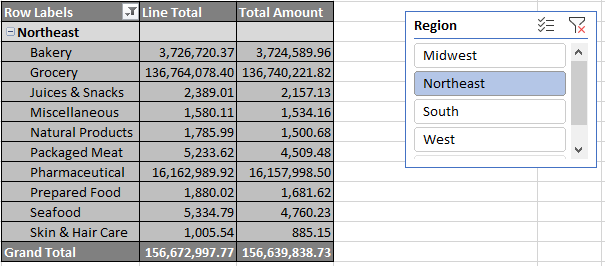 Row Labels Line Total Total Amount
Northeast
Bakery 3,726,720.37 3,724,589.96
Grocery 136,764,078.40 136,740,221.82
Juices & Snacks 2,389.01 2,157.13
Miscellaneous 1,580.11 1,534.16
Natural Products 1,785.99 1,500.68
Packaged Meat 5,233.62 4,509.48
Pharmaceutical 16,162,989.92 16,157,998.50
Prepared Food 1,880.02 1,681.62
Seafood 5,334.79 4,760.23
Skin & Hair Care 1,005.54 885.15
Grand Total 156,672,997.77 156,639,838.73
Region
Midwest
Northeast
South
West